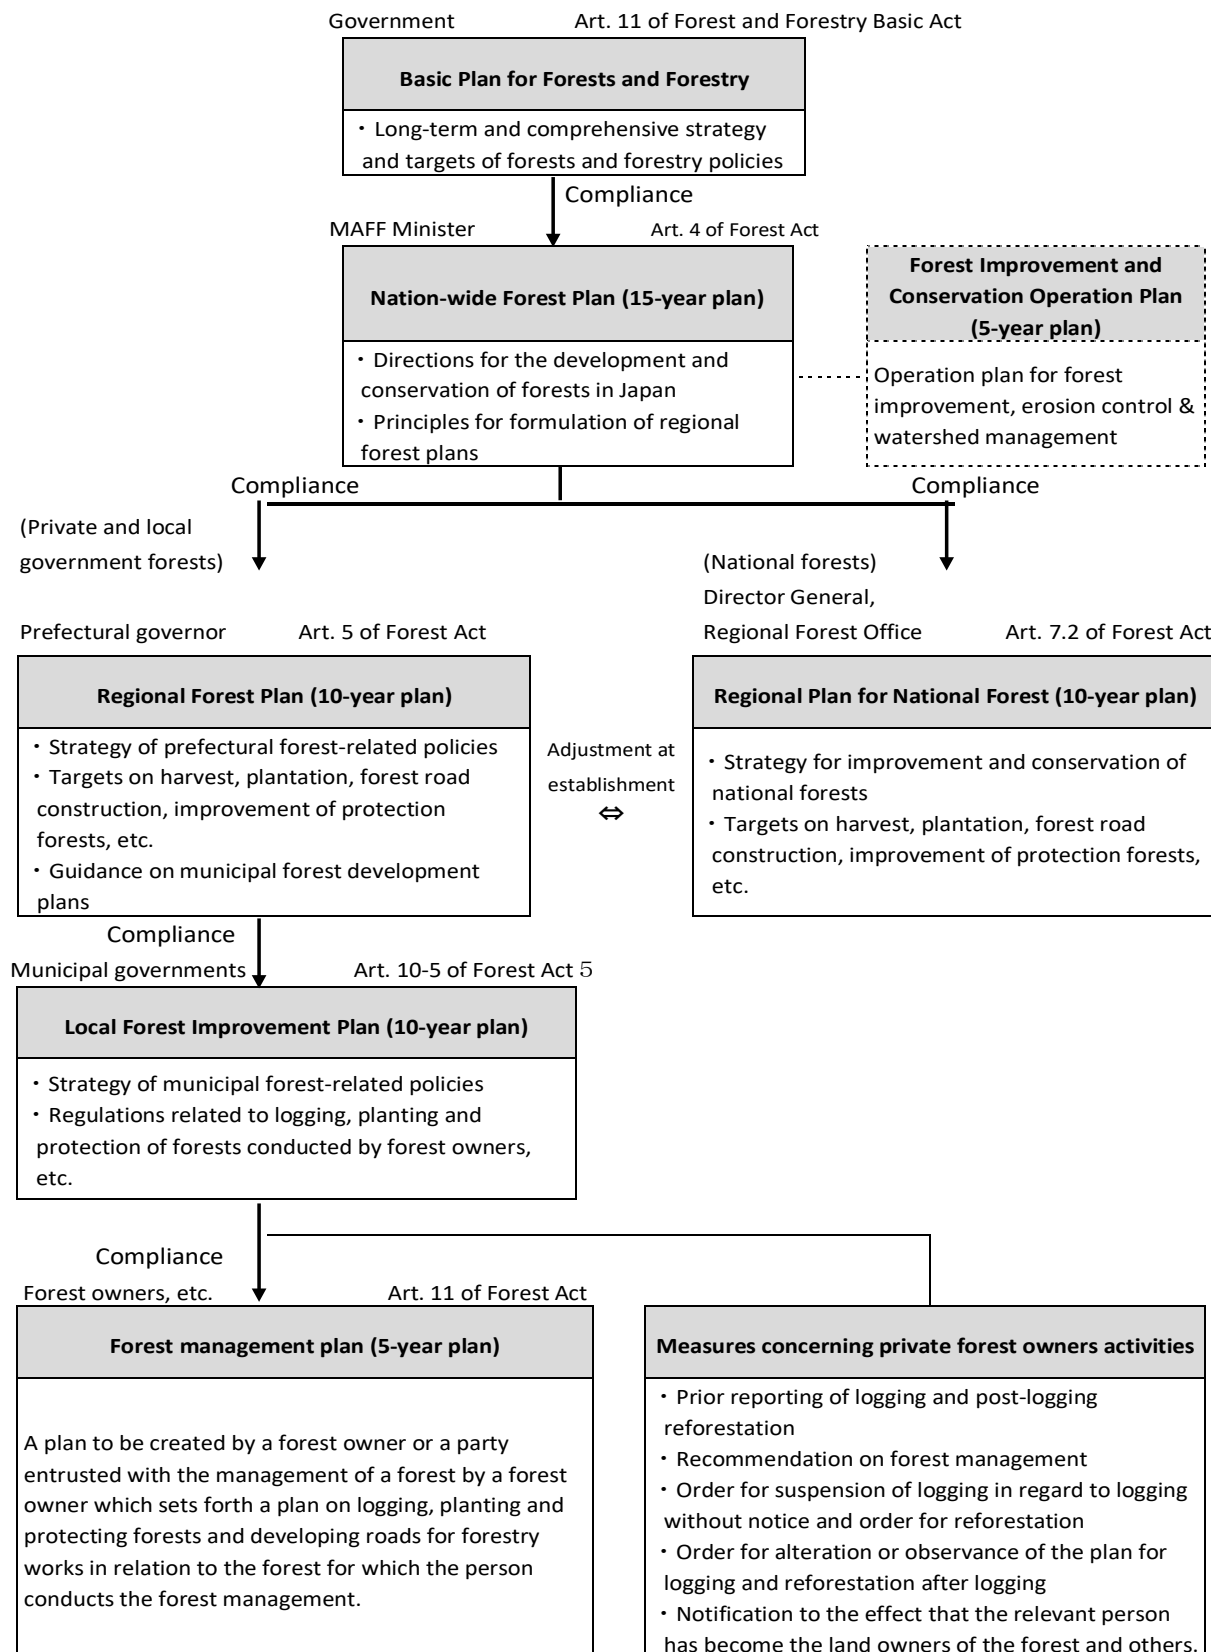 Government Art. 11 of Forest and Forestry Basic Act
Basic Plan for Forests and Forestry
・Long-term and comprehensive strategy
and targets of forests and forestry policies
Compliance
MAFF Minister Art. 4 of Forest Act
Nation-wide Forest Plan (15-year plan)
・Directions for the development and
conservation of forests in Japan
・Principles for formulation of regional
forest plans
Forest Improvement and
Conservation Operation Plan
(5-year plan)
Operation plan for forest
improvement, erosion control &
watershed management
Compliance
Compliance
(Private and local
government forests)
Prefectural governor Art. 5 of Forest Act
(National forests)
Director General,
Regional Forest Office Art. 7.2 of Forest Act
Regional Forest Plan (10-year plan)
・Strategy of prefectural forest-related policies
・Targets on harvest, plantation, forest road
construction, improvement of protection
forests, etc.
・Guidance on municipal forest development
plans
Adjustment at
establishment
⇔
Regional Plan for National Forest (10-year plan)
・Strategy for improvement and conservation of
national forests
・Targets on harvest, plantation, forest road
construction, improvement of protection forests,
etc.
Compliance
Municipal governments Art. 10-5 of Forest Act 5
Local Forest Improvement Plan (10-year plan)
・Strategy of municipal forest-related policies
・Regulations related to logging, planting and
protection of forests conducted by forest owners,
etc.
Compliance
Forest owners, etc. Art. 11 of Forest Act
Forest management plan (5-year plan)
A plan to be created by a forest owner or a party
entrusted with the management of a forest by a forest
owner which sets forth a plan on logging, planting and
protecting forests and developing roads for forestry
works in relation to the forest for which the person
conducts the forest management.
Measures concerning private forest owners activities
・Prior reporting of logging and post-logging
reforestation
・Recommendation on forest management
・Order for suspension of logging in regard to logging
without notice and order for reforestation
・Order for alteration or observance of the plan for
logging and reforestation after logging
・Notification to the effect that the relevant person
has become the land owners of the forest and others.